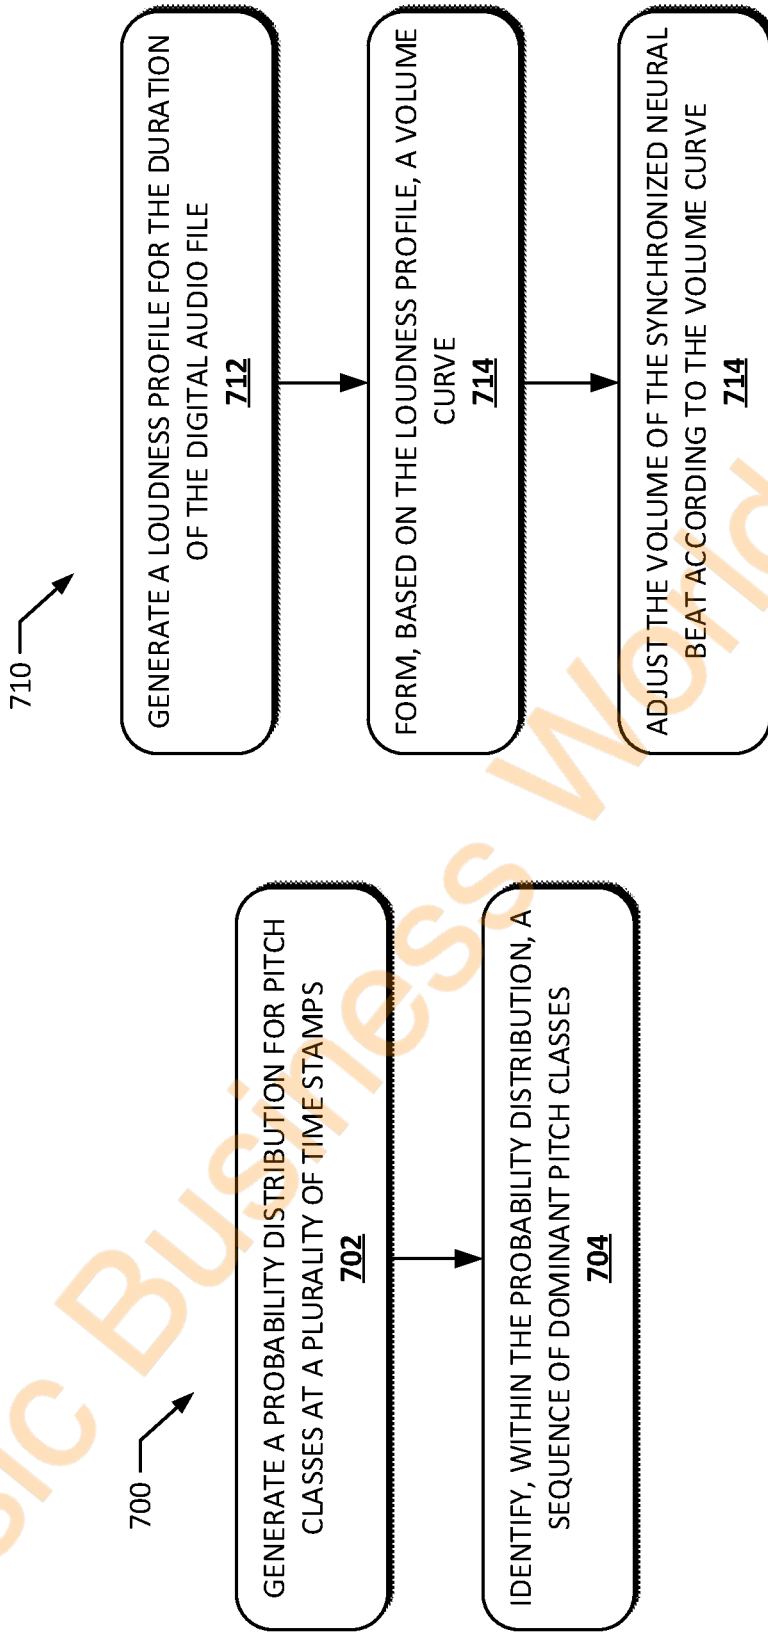 700
GENERATE A PROBABILITY DISTRIBUTION FOR PITCH
CLASSES AT A PLURALITY OF TIME STAMPS
702
IDENTIFY, WITHIN THE PROBABILITY DISTRIBUTION, A
SEQUENCE OF DOMINANT PITCH CLASSES
704
710
GENERATE A LOUDNESS PROFILE FOR THE DURATION
OF THE DIGITAL AUDIO FILE
712
FORM, BASED ON THE LOUDNESS PROFILE, A VOLUME
CURVE
714
ADJUST THE VOLUME OF THE SYNCHRONIZED NEURAL
BEAT ACCORDING TO THE VOLUME CURVE
714
sic Business World